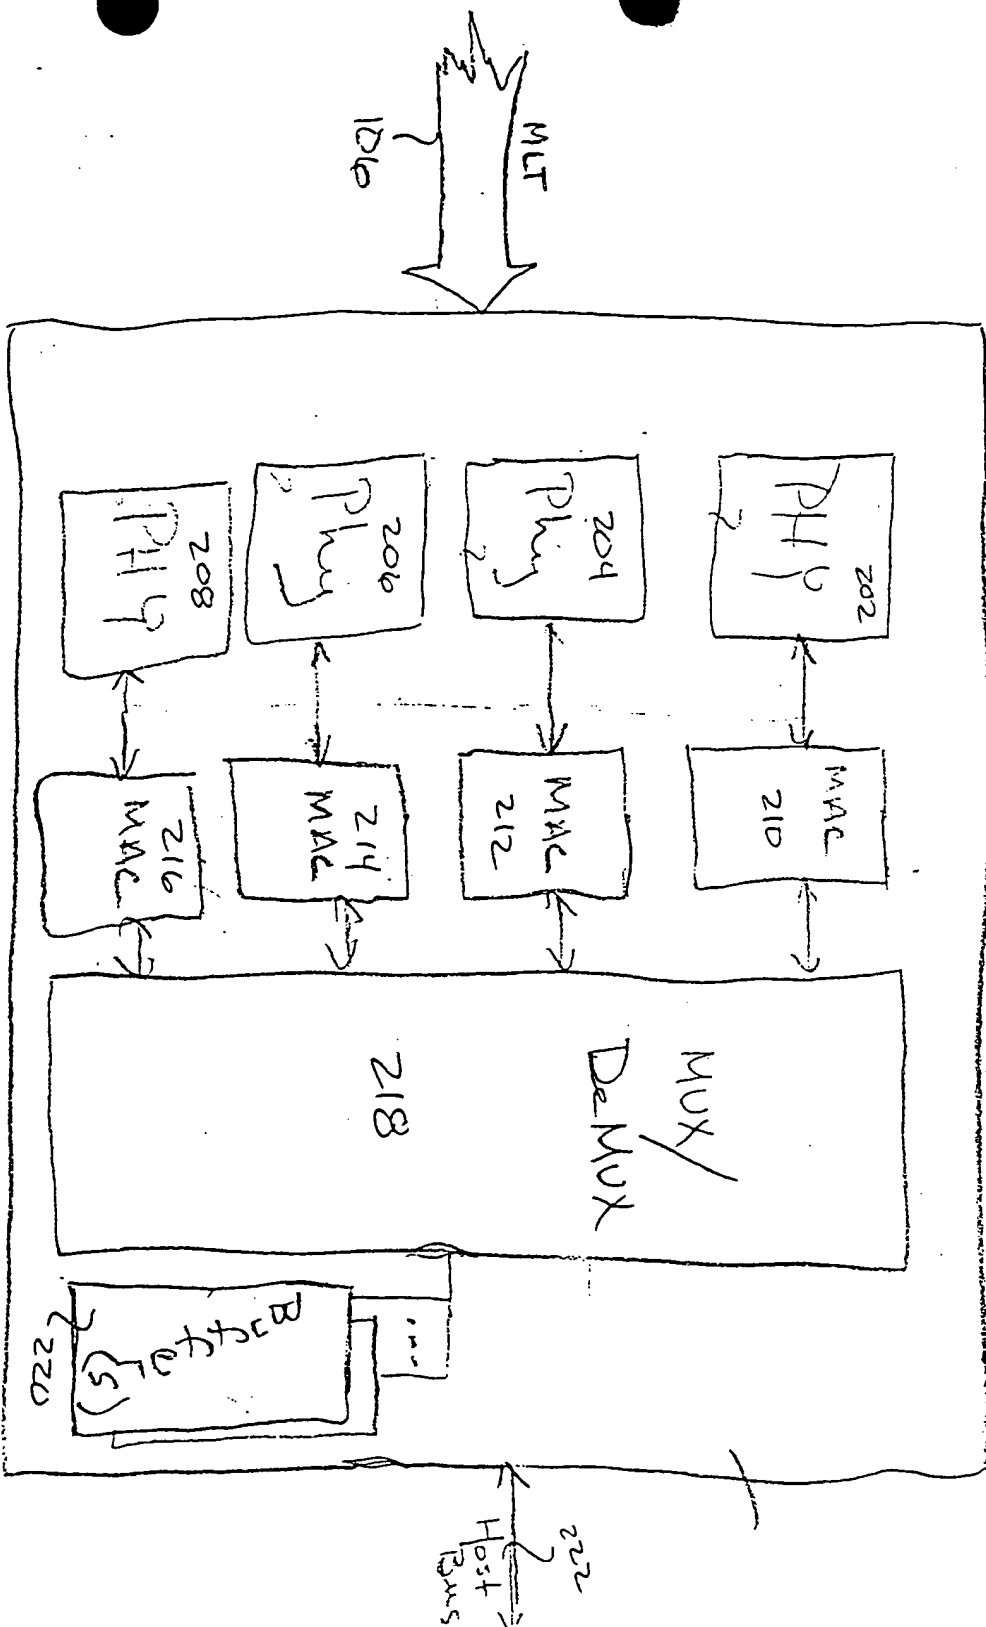 MLT
106
PHY
202
Phy
204
Phy
206
PHY
208
MAC
210
MAC
212
MAC
214
MAC
216
MUX/
DeMUX
218
Buffer(s)
220
...
222
Host
Bus